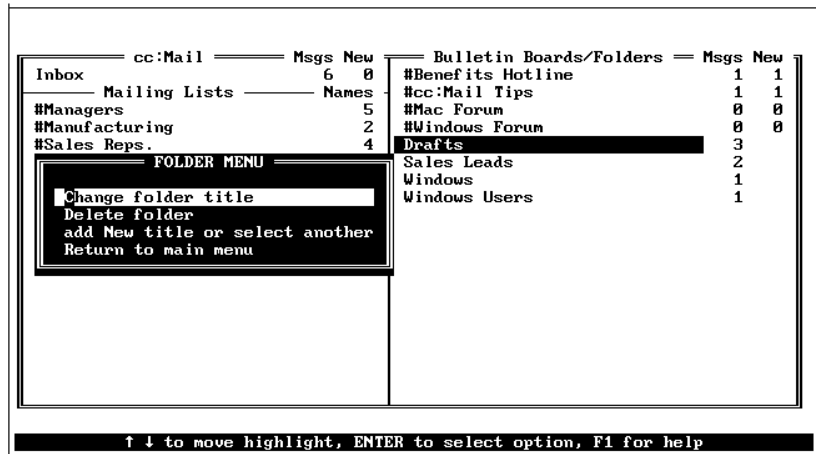 cc:Mail Msgs New
Inbox 6 0
Mailing Lists Names
#Managers 5
#Manufacturing 2
#Sales Reps. 4
FOLDER MENU
Change folder title
Delete folder
add New title or select another
Return to main menu
Bulletin Boards/Folders Msgs New
#Benefits Hotline 1 1
#cc:Mail Tips 1 1
#Mac Forum 0 0
#Windows Forum 0 0
Drafts 3
Sales Leads 2
Windows 1
Windows Users 1
↑ ↓ to move highlight, ENTER to select option, F1 for help